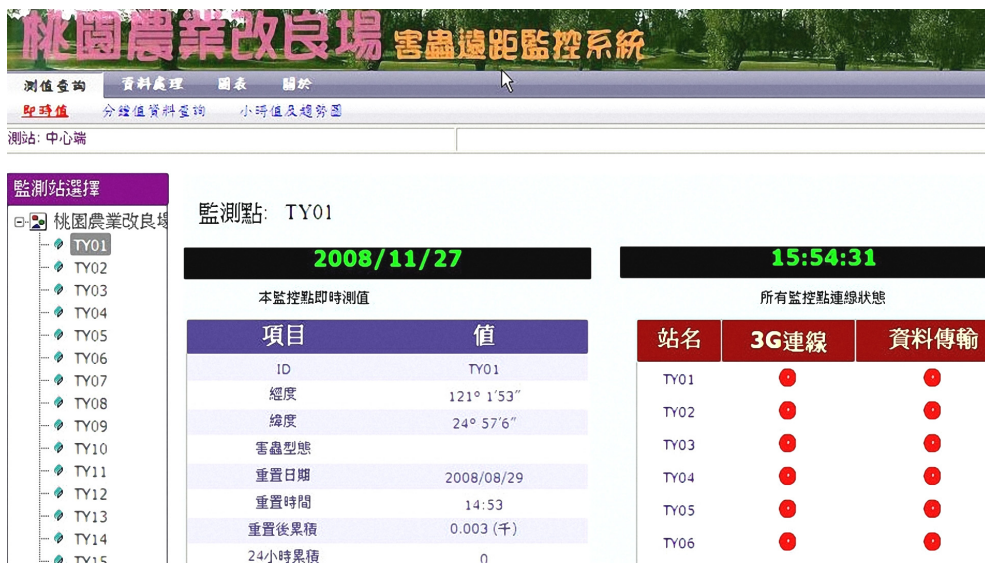 桃園農業改良場 害蟲遠距監控系統
測值查詢 資料處理 圖表 關於
即時值 分鐘值資料查詢 小時值及趨勢圖
測站: 中心端
監測站選擇
桃園農業改良場
TY01
TY02
TY03
TY04
TY05
TY06
TY07
TY08
TY09
TY10
TY11
TY12
TY13
TY14
TY15
監測點: TY01
2008/11/27
本監控點即時測值
項目 值
ID TY01
經度 121° 1'53"
緯度 24° 57'6"
害蟲型態
重置日期 2008/08/29
重置時間 14:53
重置後累積 0.003 (千)
24小時累積 0
15:54:31
所有監控點連線狀態
站名 3G連線 資料傳輸
TY01
TY02
TY03
TY04
TY05
TY06